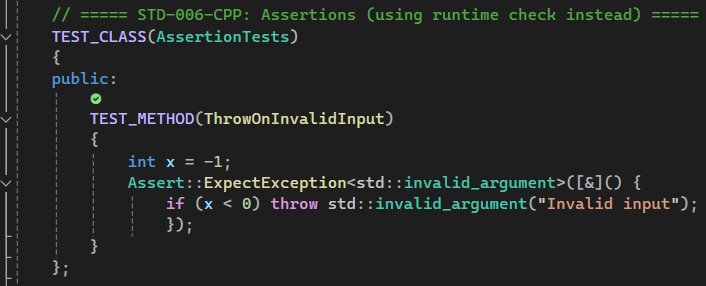 // ===== STD-006-CPP: Assertions (using runtime check instead) =====
TEST_CLASS(AssertionTests)
{
public:
TEST_METHOD(ThrowOnInvalidInput)
{
int x = -1;
Assert::ExpectException<std::invalid_argument>([&]() {
if (x < 0) throw std::invalid_argument("Invalid input");
});
}
};